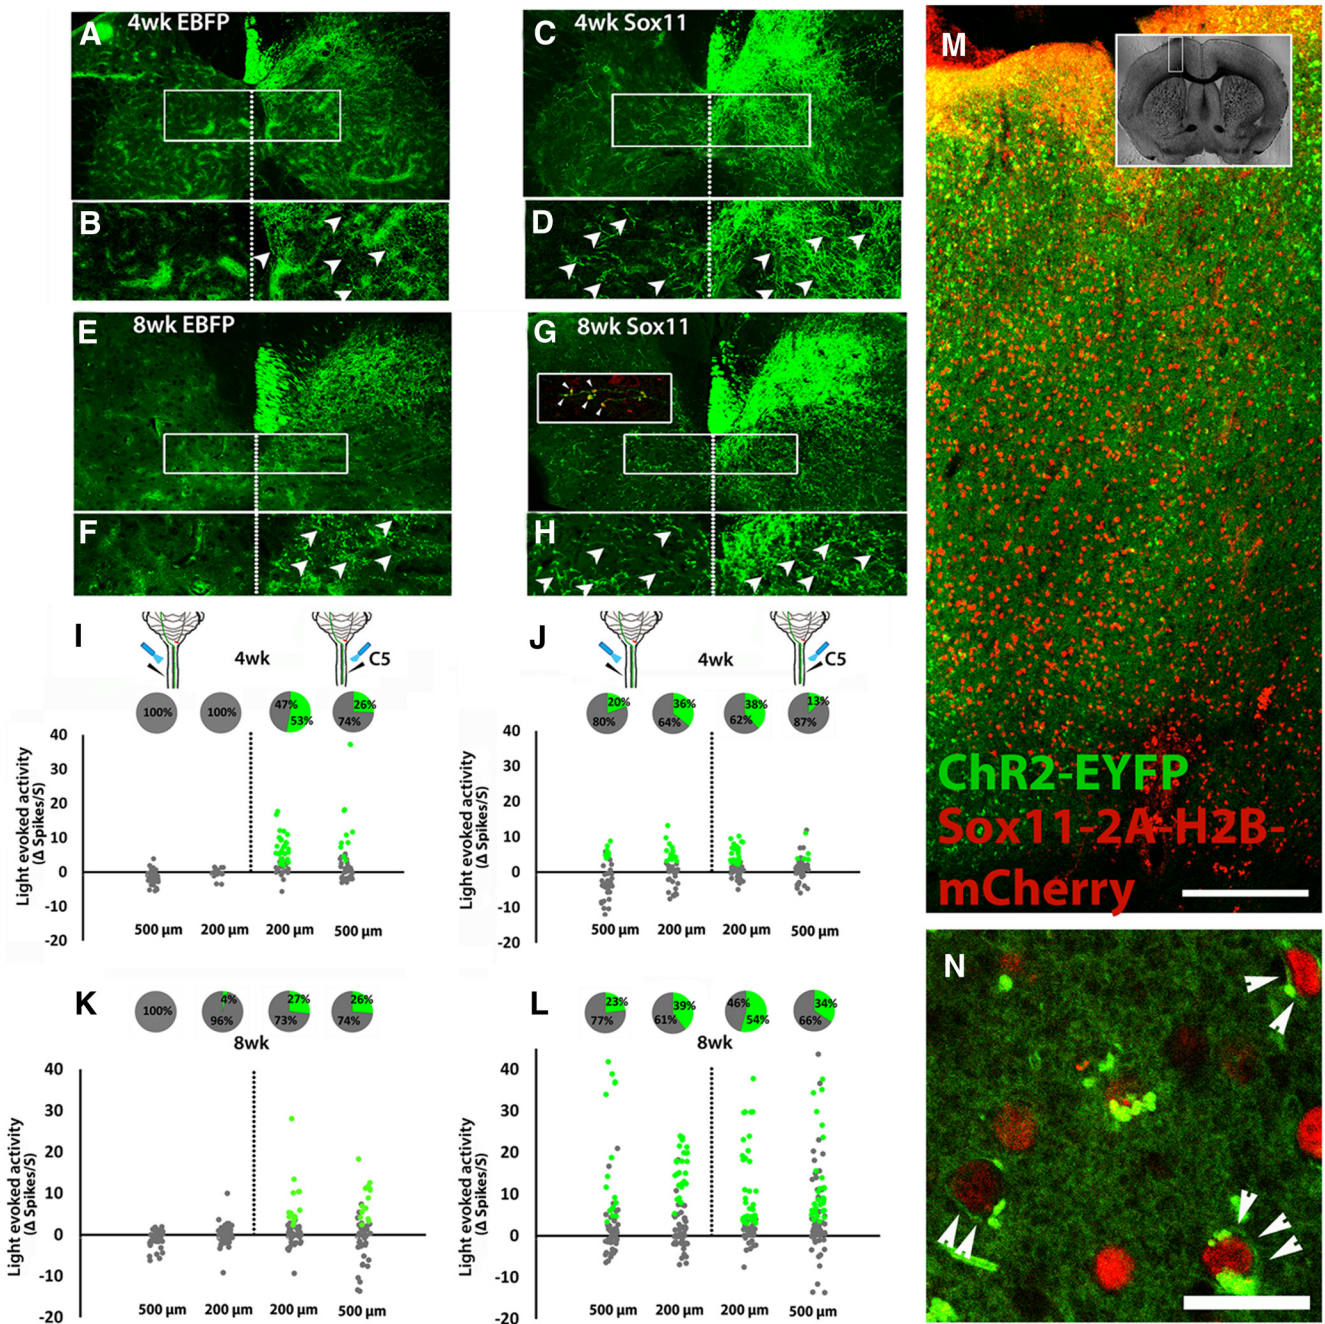 A 4wk EBFP
B
C 4wk Sox11
D
E 8wk EBFP
F
G 8wk Sox11
H
I
4wk
C5
100%
100%
47%
53%
26%
74%
Light evoked activity
(Δ Spikes/S)
40
30
20
10
0
-10
-20
500 µm 200 µm 200 µm 500 µm
J
4wk
C5
20%
80%
36%
64%
38%
62%
13%
87%
Light evoked activity
(Δ Spikes/S)
40
30
20
10
0
-10
-20
500 µm 200 µm 200 µm 500 µm
K
100%
4%
96%
27%
73%
26%
74%
8wk
Light evoked activity
(Δ Spikes/S)
40
30
20
10
0
-10
-20
500 µm 200 µm 200 µm 500 µm
L
23%
77%
39%
61%
46%
54%
34%
66%
8wk
Light evoked activity
(Δ Spikes/S)
40
30
20
10
0
-10
-20
500 µm 200 µm 200 µm 500 µm
M
ChR2-EYFP
Sox11-2A-H2B-
mCherry
N